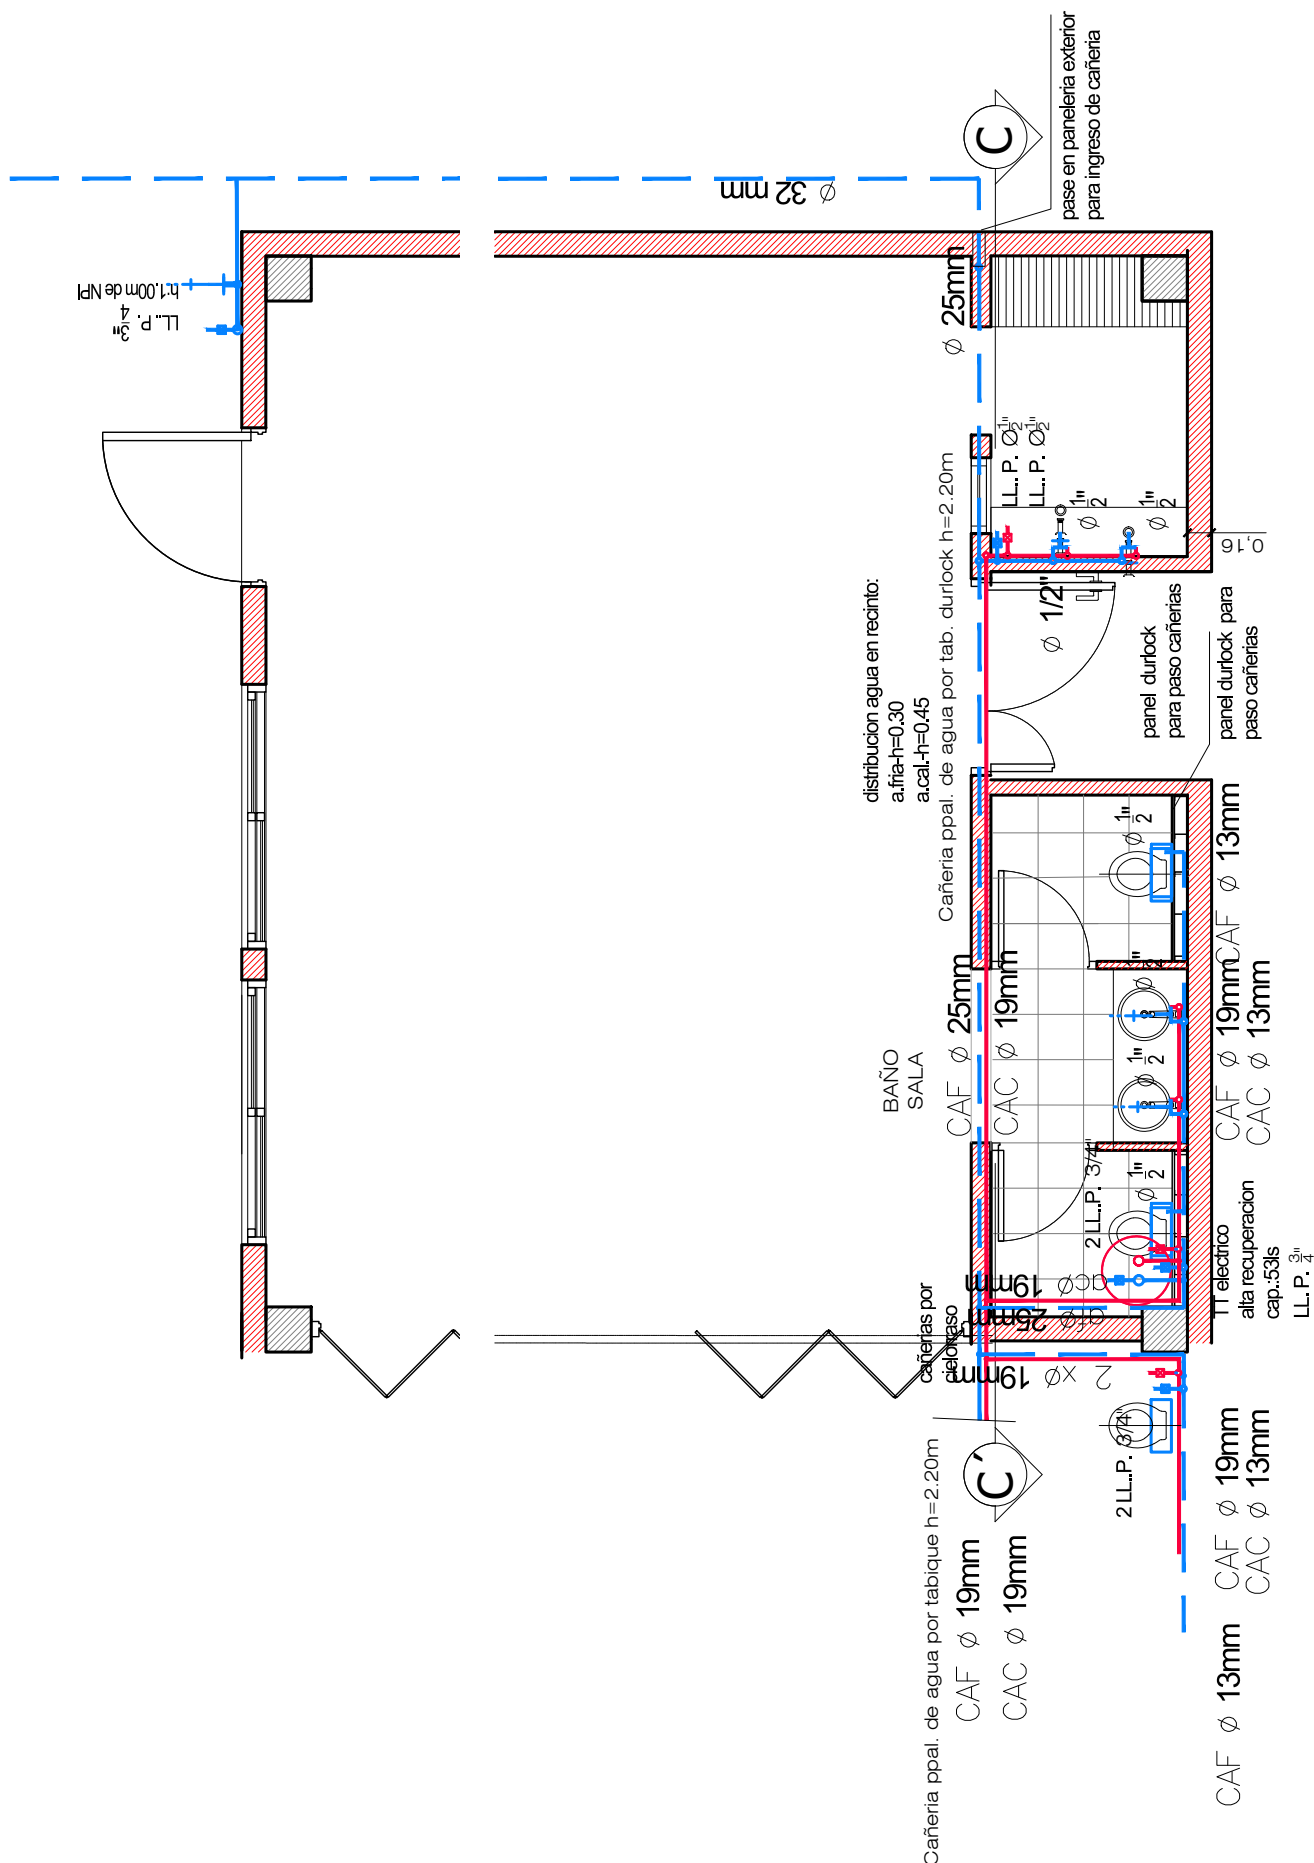 pase en paneleria exterior
para ingreso de cañeria
C
ø 32 mm
LL..P. 3/4"
h:1.00m de NPI
ø 25mm
LL.. P. Ø1/2"
LL.. P. Ø1/2"
ø 1/2"
ø 1/2"
0,16
ø 1/2"
distribucion agua en recinto:
a.fria-h=0.30
a.cal.-h=0.45
Cañeria ppal. de agua por tab. durlock h=2.20m
panel durlock
para paso cañerias
panel durlock para
paso cañerias
ø 1/2"
CAF ø 13mm
BAÑO
SALA
CAF ø 25mm
CAC ø 19mm
ø 1/2"
CAF ø 19mm
CAC ø 13mm
2 LL..P. 3/4"
ø 1/2"
TT electrico
alta recuperacion
cap.:53ls
LL. P. 3/4"
acø 19mm
afø 25mm
cañerias por
cielorraso
2 xø 19mm
2 LL..P. 3/4"
C´
Cañeria ppal. de agua por tabique h=2.20m
CAF ø 19mm
CAC ø 19mm
CAF ø 19mm
CAC ø 13mm
CAF ø 13mm